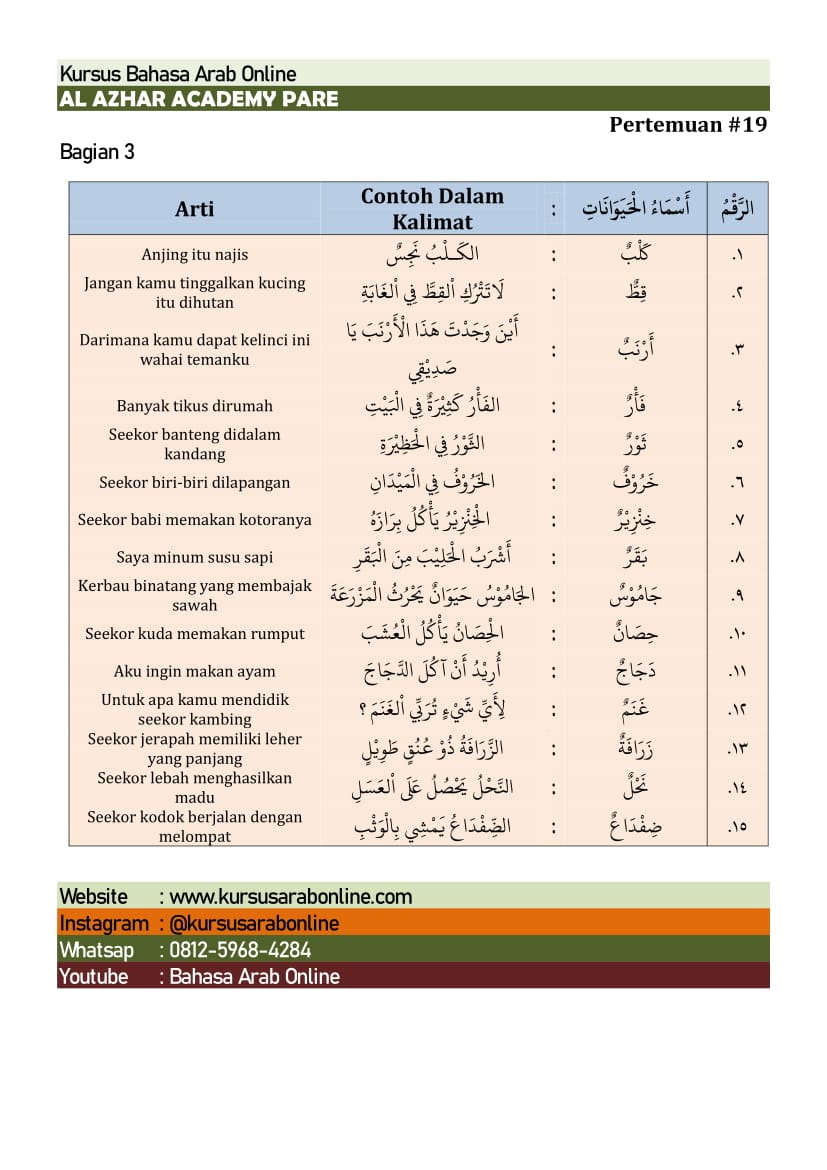 Kursus Bahasa Arab Online
AL AZHAR ACADEMY PARE
Pertemuan #19
Bagian 3
الرَّقْمُ أَسْمَاءُ الْحَيَوَانَاتِ : Contoh Dalam Kalimat Arti
١. كَلْبٌ : الكَلْبُ نَجِسٌ Anjing itu najis
٢. قِطٌّ : لَاتَتْرُكِ اْلقِطَّ فِي اْلغَابَةِ Jangan kamu tinggalkan kucing itu dihutan
٣. أَرْنَبٌ : أَيْنَ وَجَدْتَ هَذَا الْأَرْنَبَ يَا صَدِيْقِي Darimana kamu dapat kelinci ini wahai temanku
٤. فَأْرٌ : الفَأْرُ كَثِيْرَةٌ فِي الْبَيْتِ Banyak tikus dirumah
٥. ثَوْرٌ : الثَّوْرُ فِي الْحَظِيْرَةِ Seekor banteng didalam kandang
٦. خَرُوْفٌ : الخَرُوْفُ فِي الْمَيْدَانِ Seekor biri-biri dilapangan
٧. خِنْزِيْرٌ : الخِنْزِيْرُ يَأْكُلُ بِرَازَهُ Seekor babi memakan kotoranya
٨. بَقَرٌ : أَشْرَبُ الْحَلِيْبَ مِنَ الْبَقَرِ Saya minum susu sapi
٩. جَامُوْسٌ : الجَامُوْسُ حَيَوَانٌ يَحْرُثُ الْمَزْرَعَةَ Kerbau binatang yang membajak sawah
١٠. حِصَانٌ : الْحِصَانُ يَأْكُلُ الْعُشَبَ Seekor kuda memakan rumput
١١. دَجَاجٌ : أُرِيْدُ أَنْ آكُلَ الدَّجَاجَ Aku ingin makan ayam
١٢. غَنَمٌ : لِأَيِّ شَيْءٍ تُرَبِّي اْلغَنَمَ ؟ Untuk apa kamu mendidik seekor kambing
١٣. زَرَافَةٌ : الزَّرَافَةُ ذُوْ عُنُقٍ طَوِيْلٍ Seekor jerapah memiliki leher yang panjang
١٤. نَحْلٌ : النَّحْلُ يَحْصُلُ عَلَى اْلعَسَلِ Seekor lebah menghasilkan madu
١٥. ضِفْدَاعٌ : الضِّفْدَاعُ يَمْشِي بِالْوَثْبِ Seekor kodok berjalan dengan melompat
Website : www.kursusarabonline.com
Instagram : @kursusarabonline
Whatsap : 0812-5968-4284
Youtube : Bahasa Arab Online